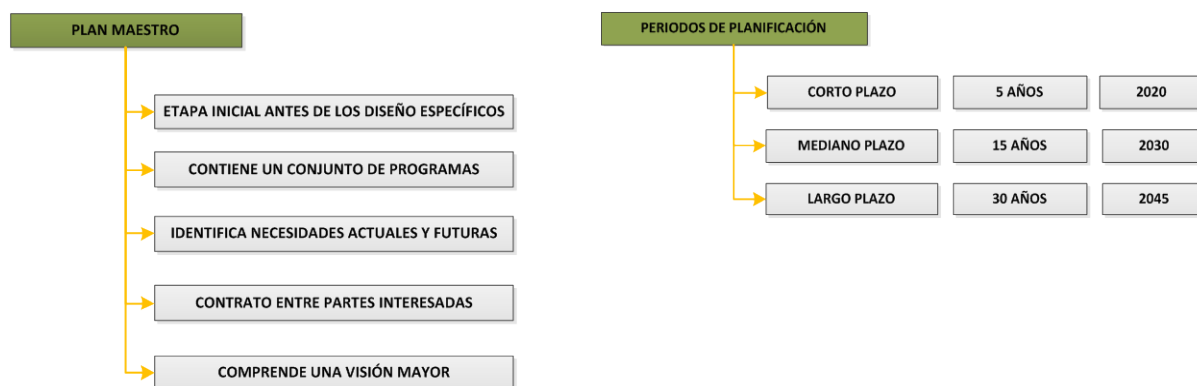 PLAN MAESTRO
ETAPA INICIAL ANTES DE LOS DISEÑO ESPECÍFICOS
CONTIENE UN CONJUNTO DE PROGRAMAS
IDENTIFICA NECESIDADES ACTUALES Y FUTURAS
CONTRATO ENTRE PARTES INTERESADAS
COMPRENDE UNA VISIÓN MAYOR
PERIODOS DE PLANIFICACIÓN
CORTO PLAZO 5 AÑOS 2020
MEDIANO PLAZO 15 AÑOS 2030
LARGO PLAZO 30 AÑOS 2045